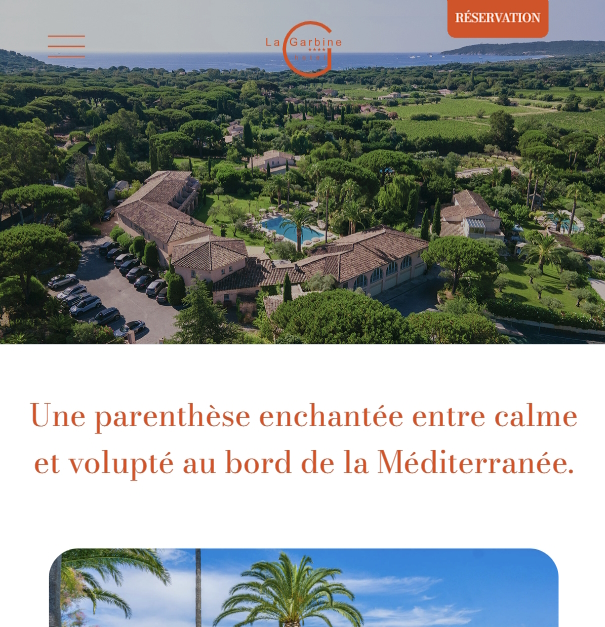 RÉSERVATION
La Garbine
Une parenthèse enchantée entre calme
et volupté au bord de la Méditerranée.